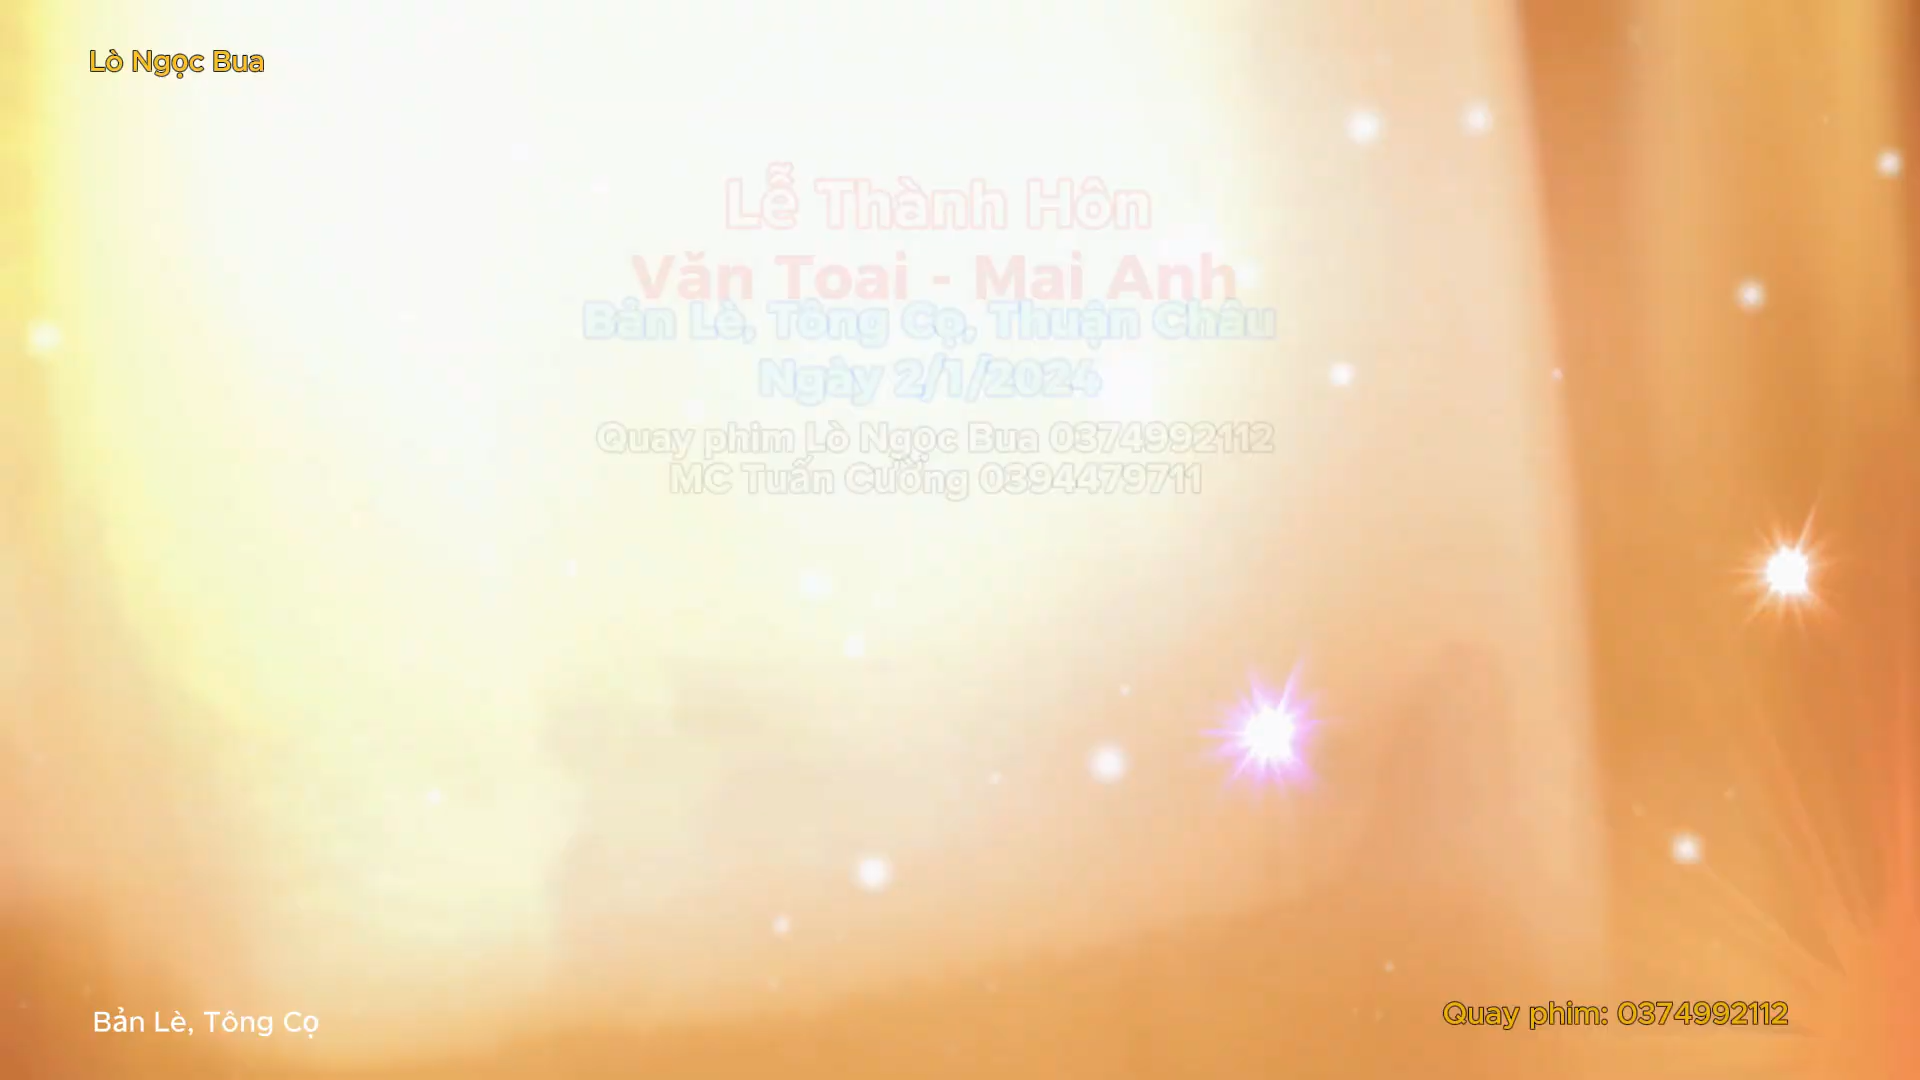 Lò Ngọc Bua
Lễ Thành Hôn
Văn Toai - Mai Anh
Bản Lè, Tông Cọ, Thuận Châu
Ngày 2/1/2024
Quay phim Lò Ngọc Bua 0374992112
MC Tuấn Cường 0394479711
Bản Lè, Tông Cọ
Quay phim: 0374992112